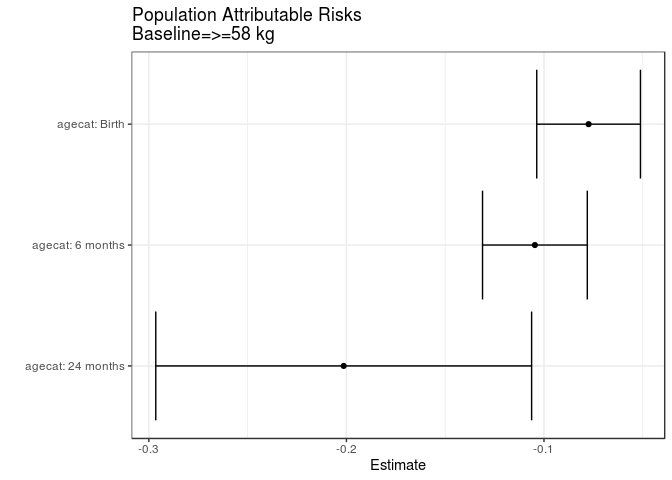 Population Attributable Risks
Baseline=>=58 kg
agecat: Birth
agecat: 6 months
agecat: 24 months
-0.3
-0.2
-0.1
Estimate